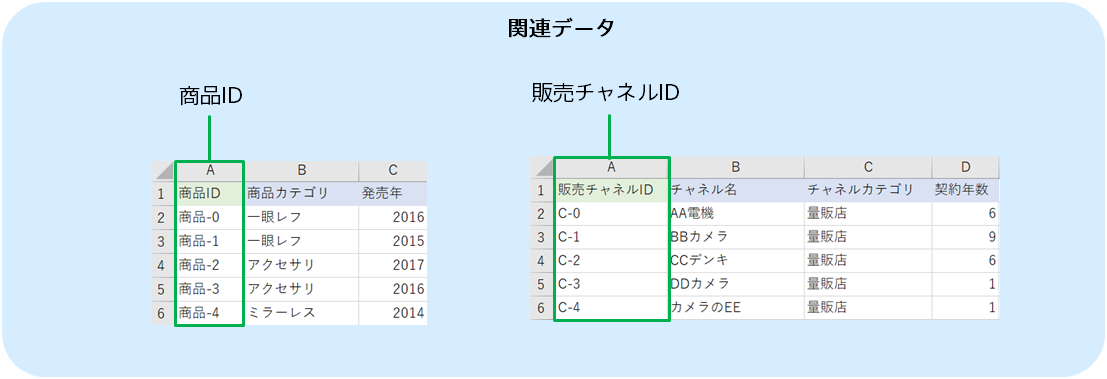 関連データ
商品ID
販売チャネルID
A B C
1 商品ID 商品カテゴリ 発売年
2 商品-0 一眼レフ 2016
3 商品-1 一眼レフ 2015
4 商品-2 アクセサリ 2017
5 商品-3 アクセサリ 2016
6 商品-4 ミラーレス 2014
A B C D
1 販売チャネルID チャネル名 チャネルカテゴリ 契約年数
2 C-0 AA電機 量販店 6
3 C-1 BBカメラ 量販店 9
4 C-2 CCデンキ 量販店 6
5 C-3 DDカメラ 量販店 1
6 C-4 カメラのEE 量販店 1